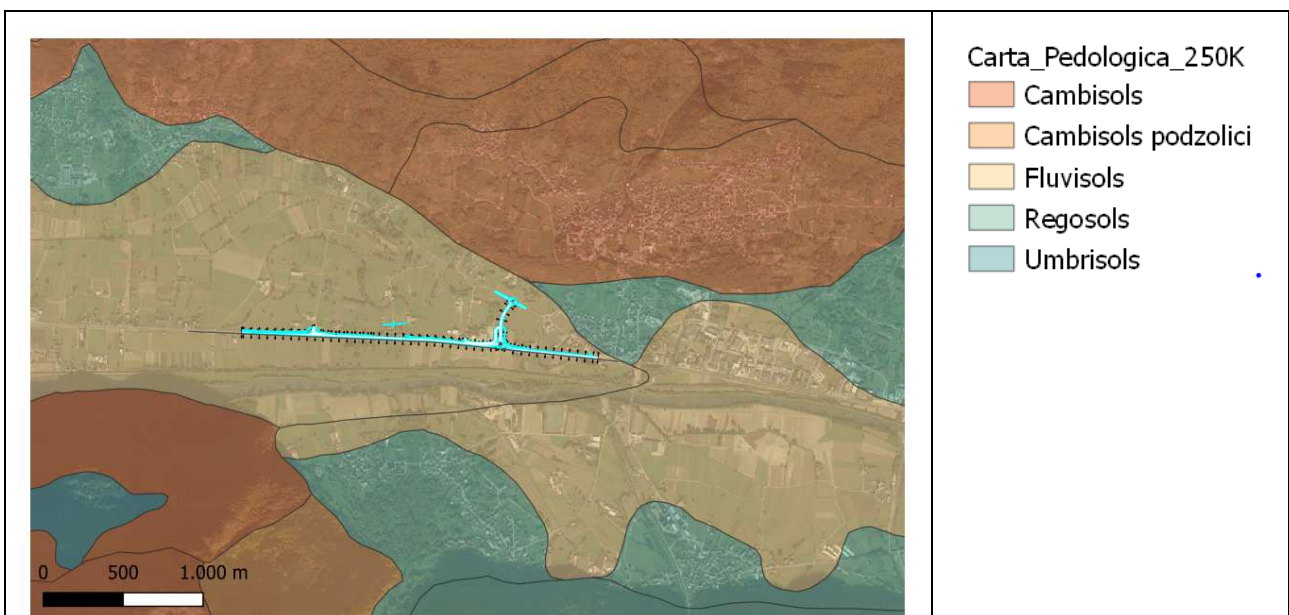 Carta_Pedologica_250K
Cambisols
Cambisols podzolici
Fluvisols
Regosols
Umbrisols
0 500 1.000 m